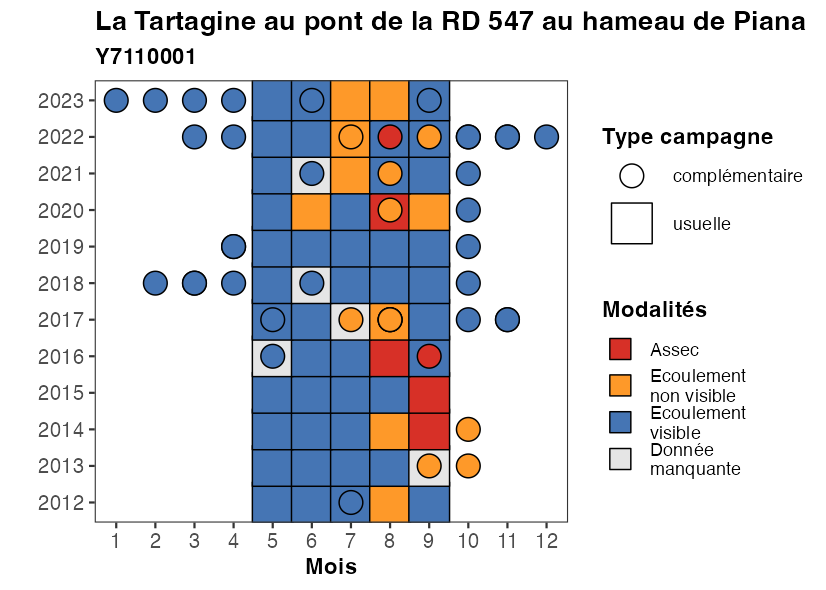 La Tartagine au pont de la RD 547 au hameau de Piana
Y7110001
2023
2022
2021
2020
2019
2018
2017
2016
2015
2014
2013
2012
1 2 3 4 5 6 7 8 9 10 11 12
Mois
Type campagne
complémentaire
usuelle
Modalités
Assec
Ecoulement
non visible
Ecoulement
visible
Donnée
manquante